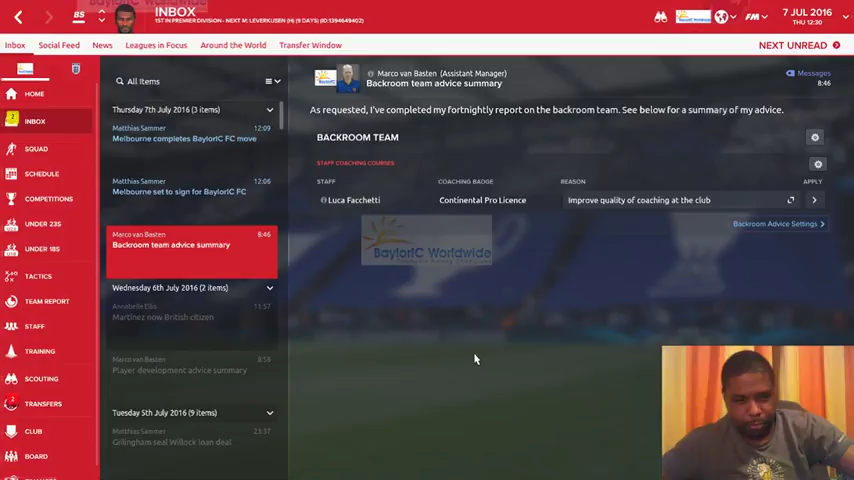 BS
INBOX
1ST IN PREMIER DIVISION - NEXT M: LEVERKUSEN (H) (9 DAYS) (ID:1394649402)
FM
7 JUL 2016
THU 12:30
Inbox
Social Feed
News
Leagues in Focus
Around the World
Transfer Window
NEXT UNREAD
HOME
2
INBOX
SQUAD
SCHEDULE
COMPETITIONS
UNDER 23S
UNDER 18S
TACTICS
TEAM REPORT
STAFF
TRAINING
SCOUTING
2
TRANSFERS
CLUB
BOARD
All Items
Thursday 7th July 2016 (3 items)
Matthias Sammer 12:09
Melbourne completes BaylorIC FC move
Matthias Sammer 12:06
Melbourne set to sign for BaylorIC FC
Marco van Basten 8:46
Backroom team advice summary
Wednesday 6th July 2016 (2 items)
Annabelle Ellis 11:57
Martinez now British citizen
Marco van Basten 8:58
Player development advice summary
Tuesday 5th July 2016 (9 items)
Matthias Sammer 23:37
Gillingham seal Willock loan deal
Marco van Basten (Assistant Manager)
Backroom team advice summary
Messages
8:46
As requested, I've completed my fortnightly report on the backroom team. See below for a summary of my advice.
BACKROOM TEAM
STAFF COACHING COURSES
STAFF COACHING BADGE REASON APPLY
Luca Facchetti Continental Pro Licence Improve quality of coaching at the club
Backroom Advice Settings
BaylorIC Worldwide